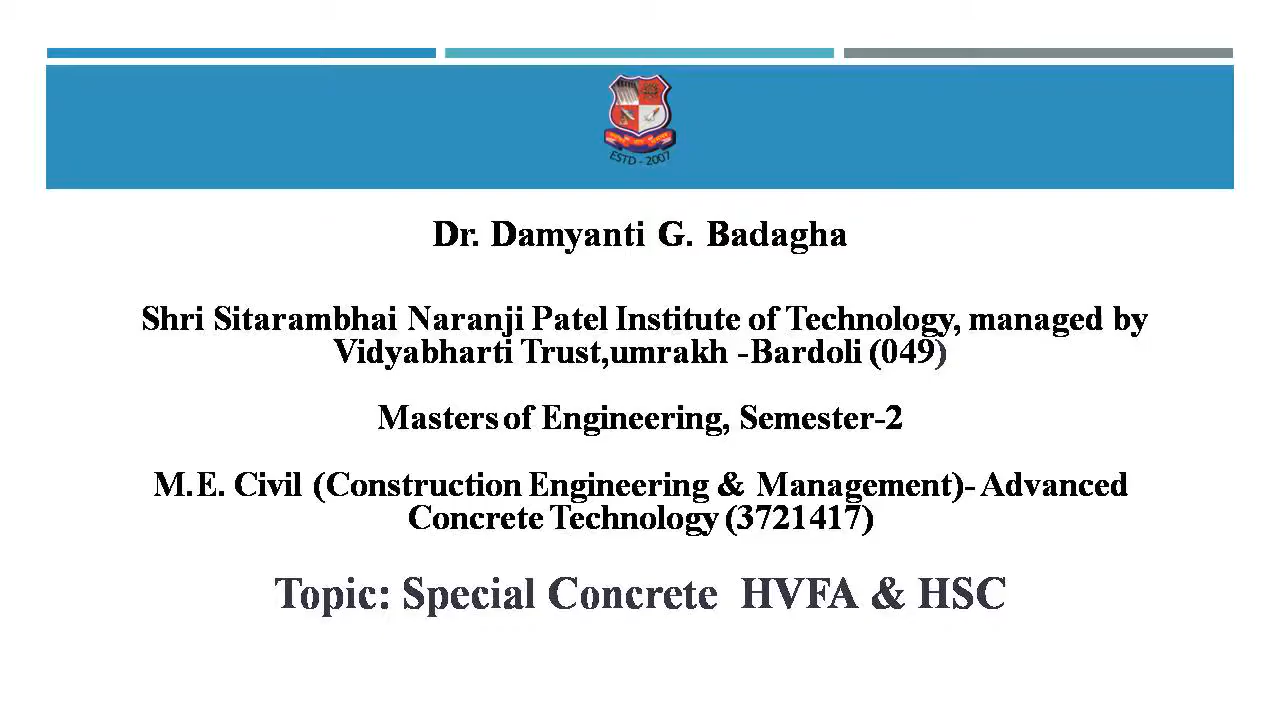 ESTD - 2007
Dr. Damyanti G. Badagha
Shri Sitarambhai Naranji Patel Institute of Technology, managed by
Vidyabharti Trust,umrakh -Bardoli (049)
Masters of Engineering, Semester-2
M.E. Civil (Construction Engineering & Management)- Advanced
Concrete Technology (3721417)
Topic: Special Concrete HVFA & HSC